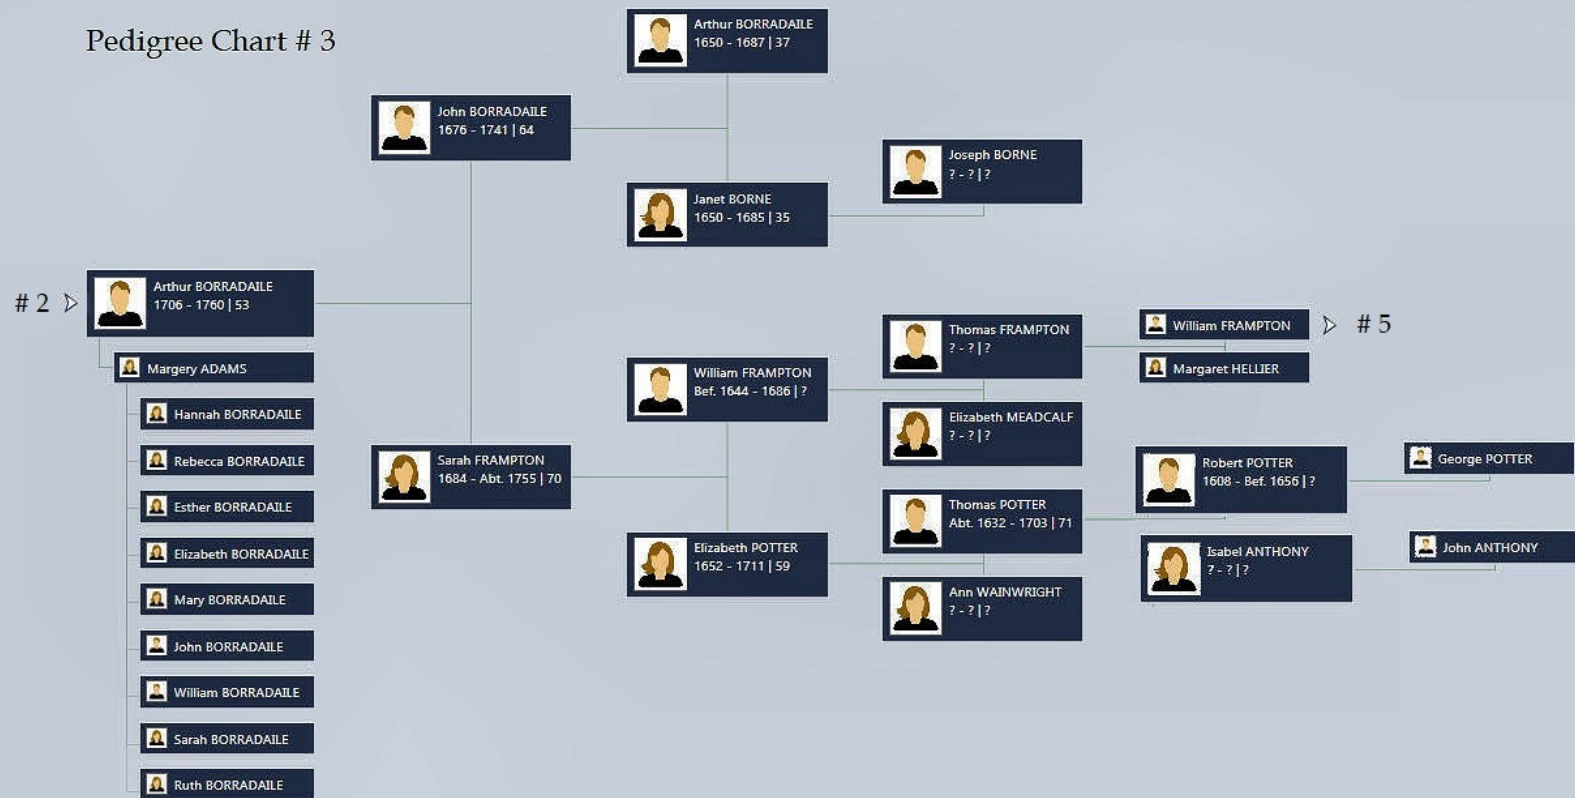 Pedigree Chart # 3
Arthur BORRADAILE
1650 - 1687 | 37
John BORRADAILE
1676 - 1741 | 64
Joseph BORNE
? - ? | ?
Janet BORNE
1650 - 1685 | 35
# 2
Arthur BORRADAILE
1706 - 1760 | 53
Margery ADAMS
Hannah BORRADAILE
Rebecca BORRADAILE
Esther BORRADAILE
Elizabeth BORRADAILE
Mary BORRADAILE
John BORRADAILE
William BORRADAILE
Sarah BORRADAILE
Ruth BORRADAILE
Sarah FRAMPTON
1684 - Abt. 1755 | 70
William FRAMPTON
Bef. 1644 - 1686 | ?
Elizabeth POTTER
1652 - 1711 | 59
Thomas FRAMPTON
? - ? | ?
Elizabeth MEADCALF
? - ? | ?
Thomas POTTER
Abt. 1632 - 1703 | 71
Ann WAINWRIGHT
? - ? | ?
William FRAMPTON
# 5
Margaret HELLIER
Robert POTTER
1608 - Bef. 1656 | ?
Isabel ANTHONY
? - ? | ?
George POTTER
John ANTHONY